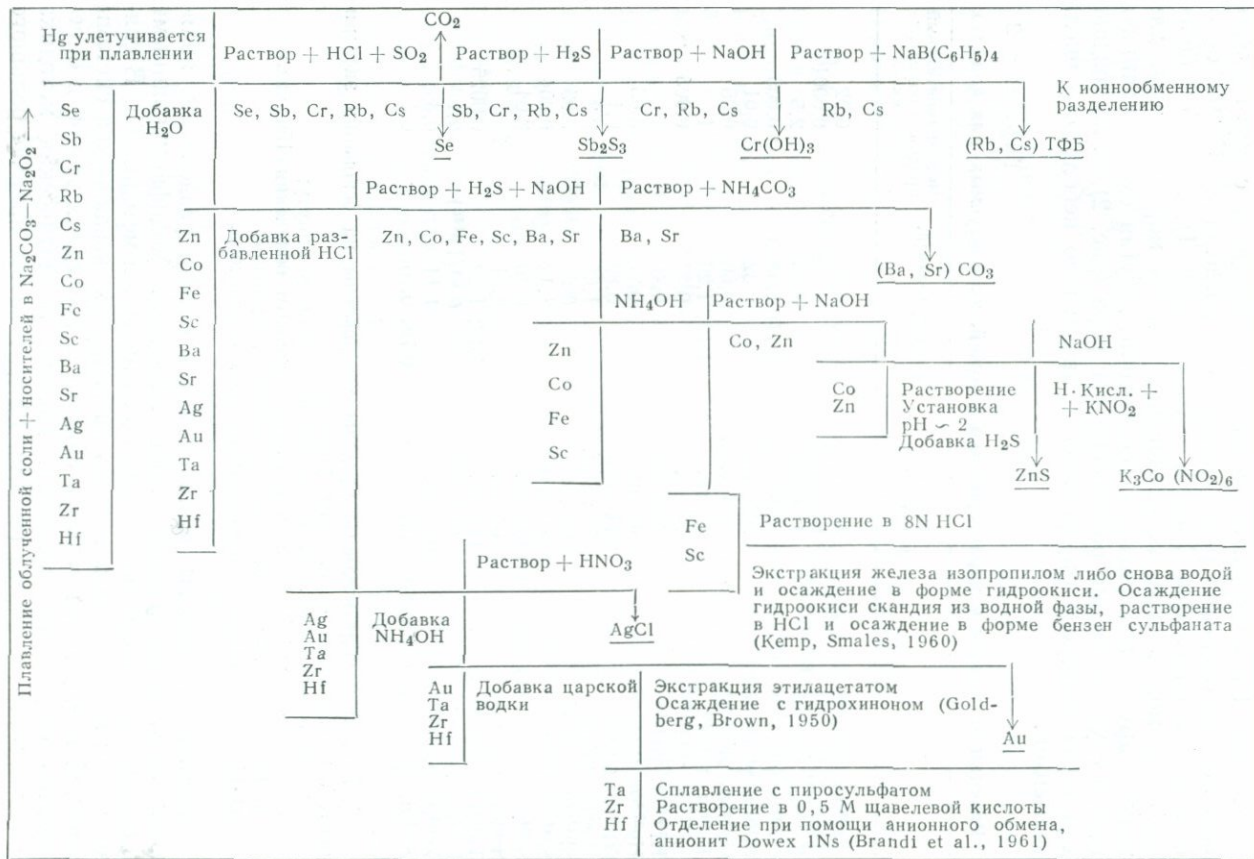 CO2
Hg улетучивается
при плавлении
Раствор + HCl + SO2
Раствор + H2S
Раствор + NaOH
Раствор + NaB(C6H5)4
К ионнообменному
разделению
Плавление облученной соли + носителей в Na2CO3—Na2O2 →
Se
Sb
Cr
Rb
Cs
Zn
Co
Fe
Sc
Ba
Sr
Ag
Au
Ta
Zr
Hf
Добавка
H2O
Se, Sb, Cr, Rb, Cs
Sb, Cr, Rb, Cs
Cr, Rb, Cs
Rb, Cs
Se
Sb2S3
Cr(OH)3
(Rb, Cs) ТФБ
Раствор + H2S + NaOH
Раствор + NH4CO3
Zn
Co
Fe
Sc
Ba
Sr
Ag
Au
Ta
Zr
Hf
Добавка раз-
бавленной HCl
Zn, Co, Fe, Sc, Ba, Sr
Ba, Sr
(Ba, Sr) CO3
NH4OH
Раствор + NaOH
Zn
Co
Fe
Sc
Co, Zn
NaOH
Co
Zn
Растворение
Установка
pH ∽ 2
Добавка H2S
Н·Кисл. +
+ KNO2
ZnS
K3Co (NO2)6
Fe
Sc
Растворение в 8N HCl
Экстракция железа изопропилом либо снова водой
и осаждение в форме гидроокиси. Осаждение
гидроокиси скандия из водной фазы, растворение
в HCl и осаждение в форме бензен сульфаната
(Kemp, Smales, 1960)
Раствор + HNO3
Ag
Au
Ta
Zr
Hf
Добавка
NH4OH
AgCl
Au
Ta
Zr
Hf
Добавка царской
водки
Экстракция этилацетатом
Осаждение с гидрохиноном (Gold-
berg, Brown, 1950)
Au
Ta
Zr
Hf
Сплавление с пиросульфатом
Растворение в 0,5 М щавелевой кислоты
Отделение при помощи анионного обмена,
анионит Dowex 1Ns (Brandi et al., 1961)